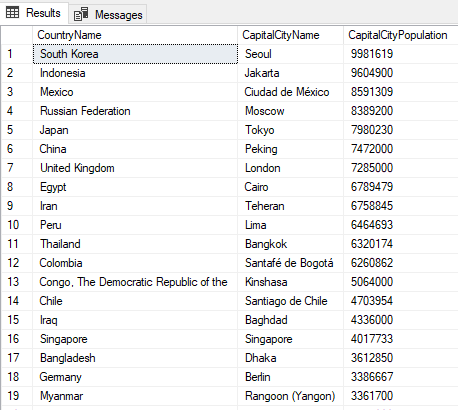 Results Messages
CountryName CapitalCityName CapitalCityPopulation
1 South Korea Seoul 9981619
2 Indonesia Jakarta 9604900
3 Mexico Ciudad de México 8591309
4 Russian Federation Moscow 8389200
5 Japan Tokyo 7980230
6 China Peking 7472000
7 United Kingdom London 7285000
8 Egypt Cairo 6789479
9 Iran Teheran 6758845
10 Peru Lima 6464693
11 Thailand Bangkok 6320174
12 Colombia Santafé de Bogotá 6260862
13 Congo, The Democratic Republic of the Kinshasa 5064000
14 Chile Santiago de Chile 4703954
15 Iraq Baghdad 4336000
16 Singapore Singapore 4017733
17 Bangladesh Dhaka 3612850
18 Germany Berlin 3386667
19 Myanmar Rangoon (Yangon) 3361700